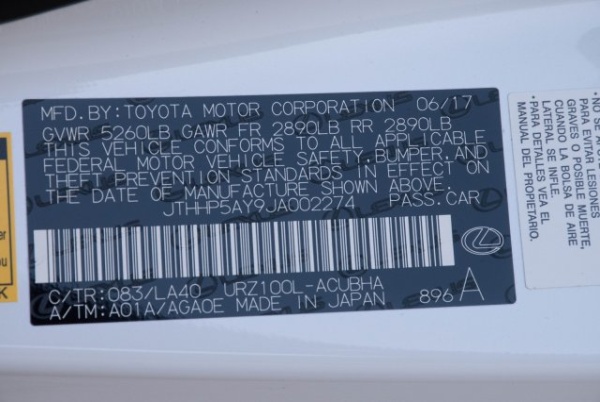 MFD.BY:TOYOTA MOTOR CORPORATION 06/17
GVWR 5260LB GAWR FR 2890LB RR 2890LB
THIS VEHICLE CONFORMS TO ALL APPLICABLE
FEDERAL MOTOR VEHICLE SAFETY,BUMPER,AND
THEFT PREVENTION STANDARDS IN EFFECT ON
THE DATE OF MANUFACTURE SHOWN ABOVE.
JTHHP5AY9JA002274 PASS.CAR
C/TR:083/LA40 URZ100L-ACUBHA
A/TM:A01A/AGA0E MADE IN JAPAN 896A
PARA EVITAR LESIONES
GRAVES O POSIBLE MUERTE,
CUANDO LA BOLSA DE AIRE
LATERAL SE INFLE.
PARA DETALLES VEA EL
MANUAL DEL PROPIETARIO.